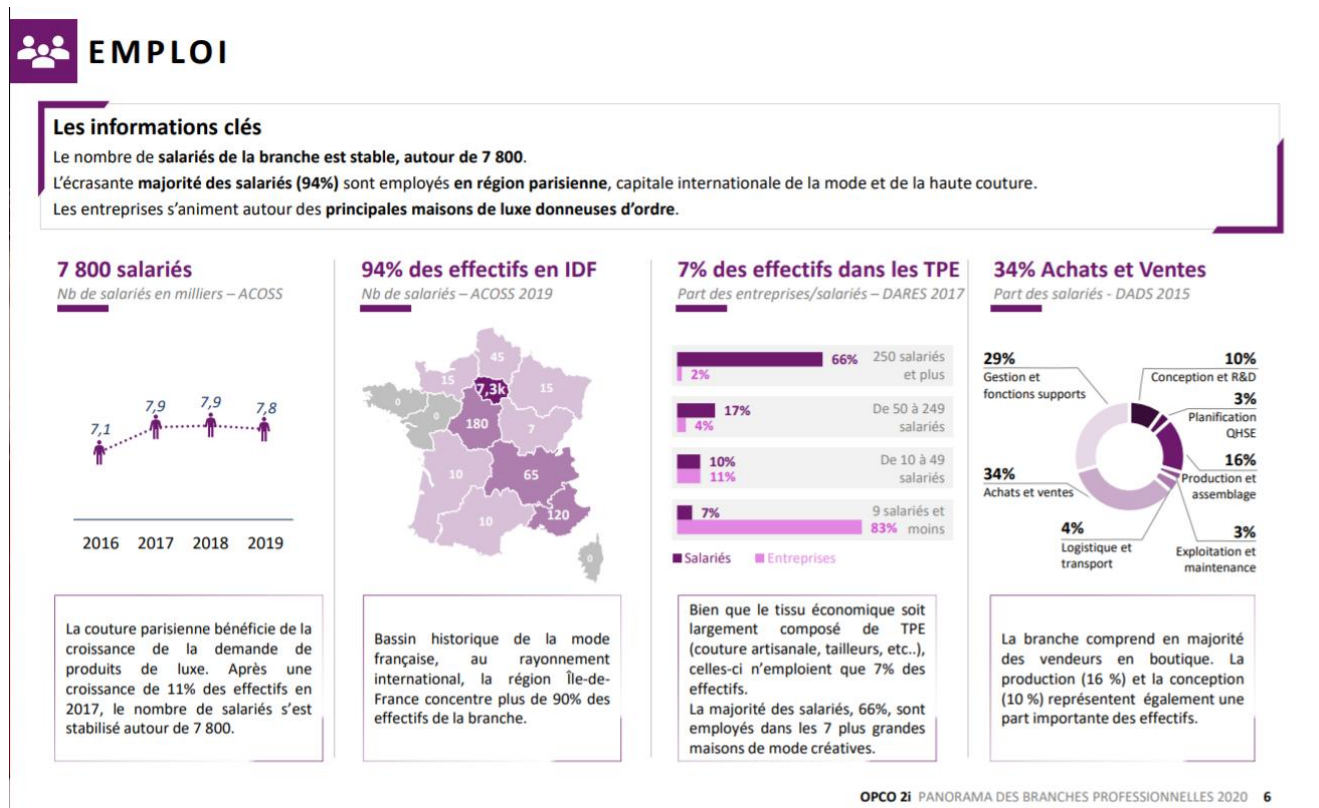 EMPLOI
Les informations clés
Le nombre de salariés de la branche est stable, autour de 7 800.
L'écrasante majorité des salariés (94%) sont employés en région parisienne, capitale internationale de la mode et de la haute couture.
Les entreprises s'animent autour des principales maisons de luxe donneuses d'ordre.
7 800 salariés
Nb de salariés en milliers – ACOSS
7,1
7,9
7,9
7,8
2016 2017 2018 2019
La couture parisienne bénéficie de la
croissance de la demande de
produits de luxe. Après une
croissance de 11% des effectifs en
2017, le nombre de salariés s'est
stabilisé autour de 7 800.
94% des effectifs en IDF
Nb de salariés – ACOSS 2019
45
15
7,3k
15
0
0
180
7
10
65
10
120
0
Bassin historique de la mode
française, au rayonnement
international, la région Île-de-
France concentre plus de 90% des
effectifs de la branche.
7% des effectifs dans les TPE
Part des entreprises/salariés – DARES 2017
66%
2%
250 salariés
et plus
17%
4%
De 50 à 249
salariés
10%
11%
De 10 à 49
salariés
7%
83%
9 salariés et
moins
Salariés Entreprises
Bien que le tissu économique soit
largement composé de TPE
(couture artisanale, tailleurs, etc..),
celles-ci n'emploient que 7% des
effectifs.
La majorité des salariés, 66%, sont
employés dans les 7 plus grandes
maisons de mode créatives.
34% Achats et Ventes
Part des salariés - DADS 2015
29%
Gestion et
fonctions supports
10%
Conception et R&D
3%
Planification
QHSE
16%
Production et
assemblage
34%
Achats et ventes
4%
Logistique et
transport
3%
Exploitation et
maintenance
La branche comprend en majorité
des vendeurs en boutique. La
production (16 %) et la conception
(10 %) représentent également une
part importante des effectifs.
OPCO 2i PANORAMA DES BRANCHES PROFESSIONNELLES 2020 6